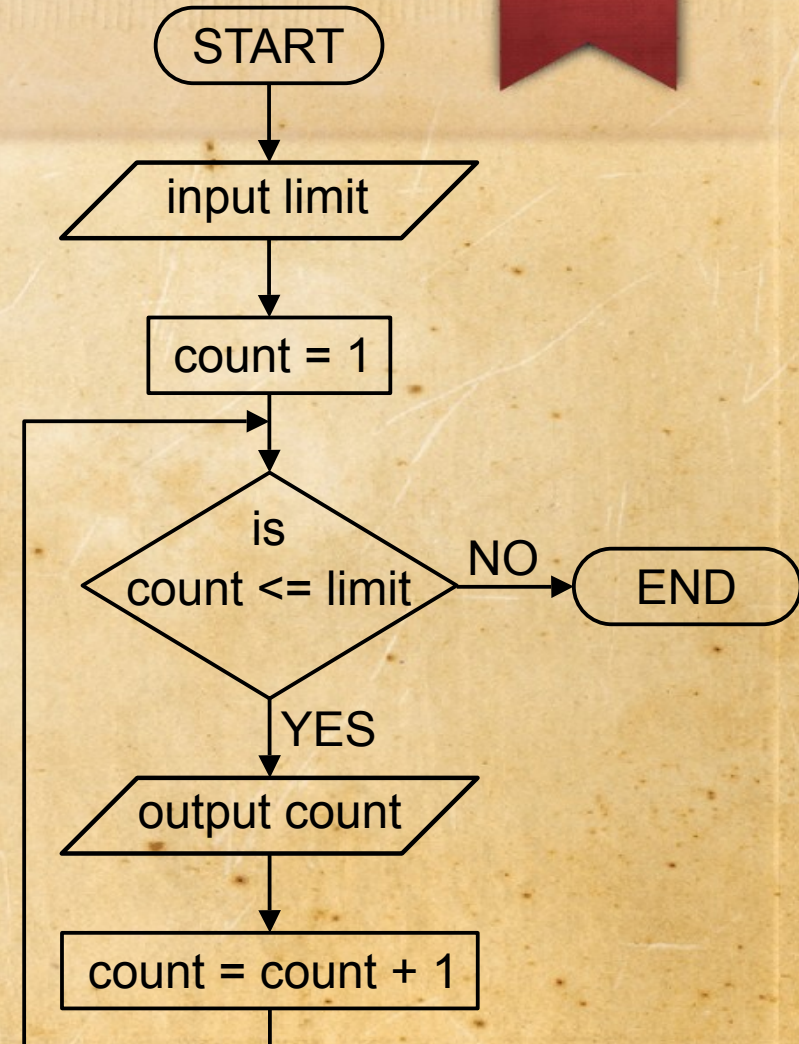 START
input limit
count = 1
is
count <= limit
NO
END
YES
output count
count = count + 1